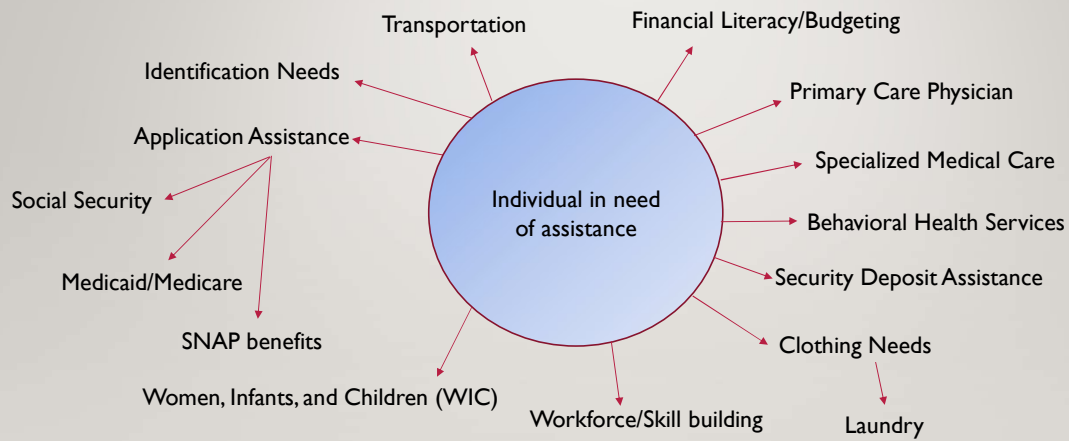 Transportation
Financial Literacy/Budgeting
Identification Needs
Primary Care Physician
Application Assistance
Specialized Medical Care
Social Security
Individual in need
of assistance
Behavioral Health Services
Medicaid/Medicare
Security Deposit Assistance
SNAP benefits
Clothing Needs
Women, Infants, and Children (WIC)
Workforce/Skill building
Laundry